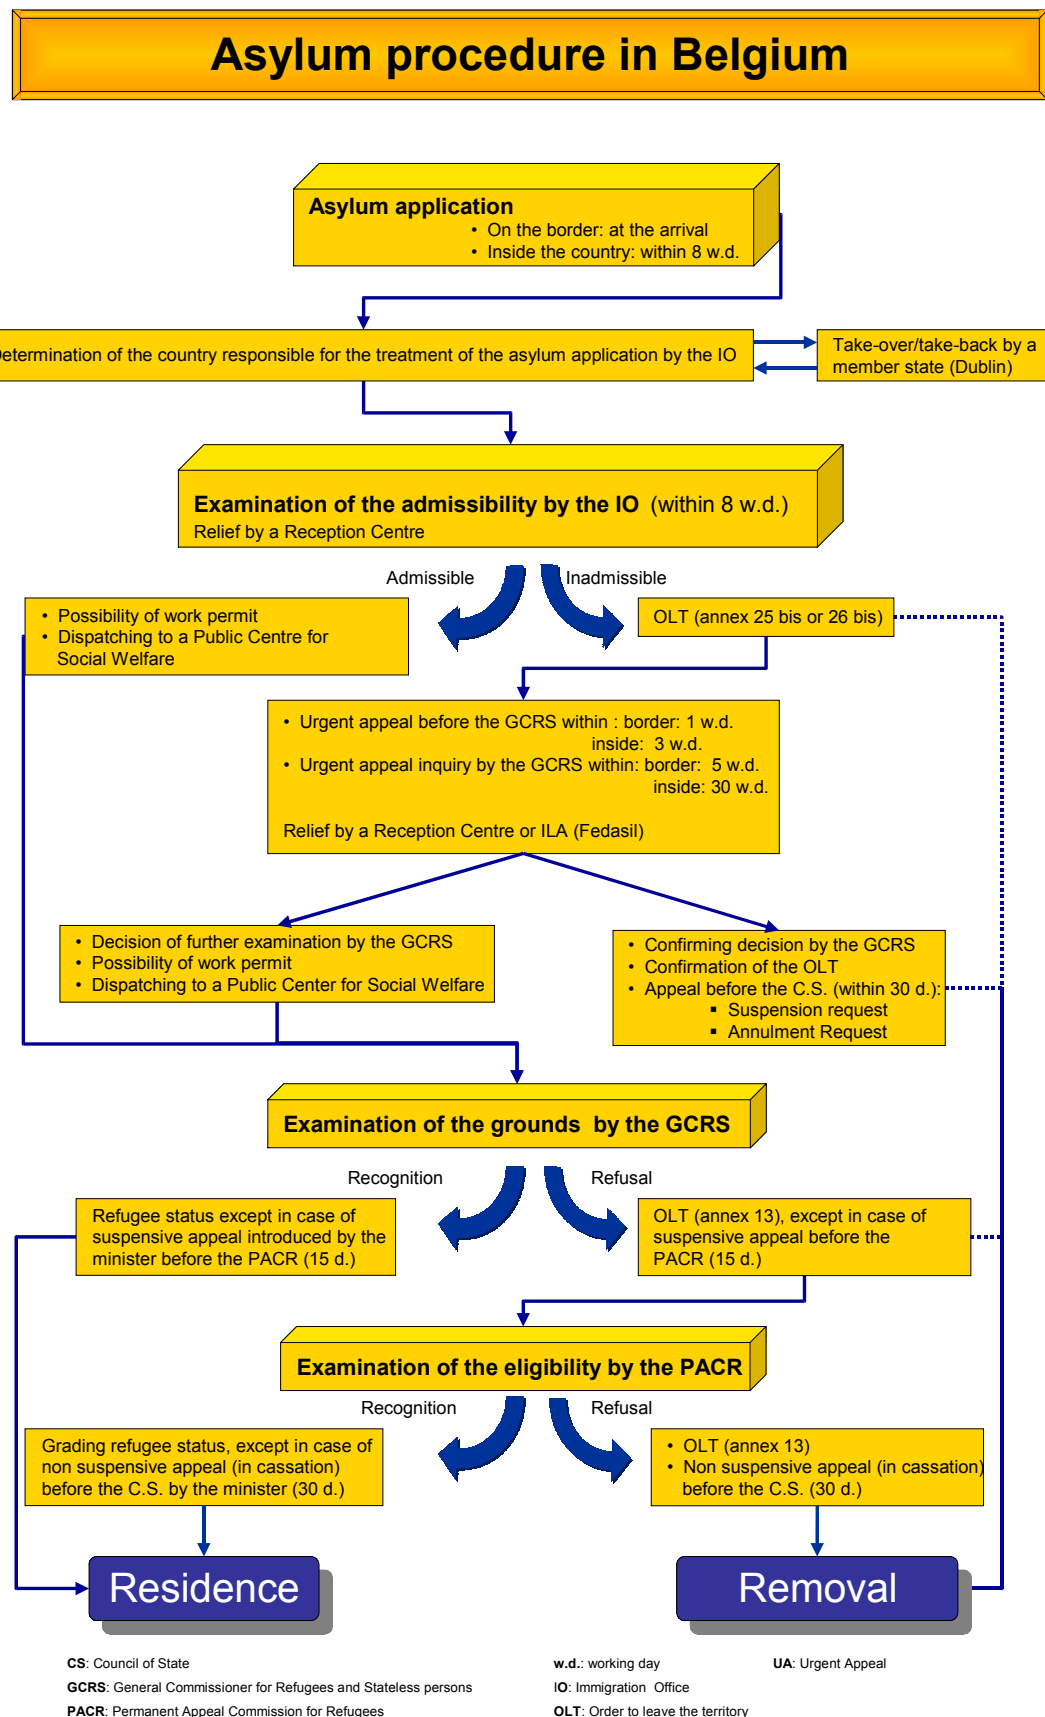 Asylum procedure in Belgium
Asylum application
• On the border: at the arrival
• Inside the country: within 8 w.d.
etermination of the country responsible for the treatment of the asylum application by the IO
Take-over/take-back by a
member state (Dublin)
Examination of the admissibility by the IO (within 8 w.d.)
Relief by a Reception Centre
Admissible
Inadmissible
• Possibility of work permit
• Dispatching to a Public Centre for
Social Welfare
OLT (annex 25 bis or 26 bis)
• Urgent appeal before the GCRS within : border: 1 w.d.
inside: 3 w.d.
• Urgent appeal inquiry by the GCRS within: border: 5 w.d.
inside: 30 w.d.
Relief by a Reception Centre or ILA (Fedasil)
• Decision of further examination by the GCRS
• Possibility of work permit
• Dispatching to a Public Center for Social Welfare
• Confirming decision by the GCRS
• Confirmation of the OLT
• Appeal before the C.S. (within 30 d.):
▪ Suspension request
▪ Annulment Request
Examination of the grounds by the GCRS
Recognition
Refusal
Refugee status except in case of
suspensive appeal introduced by the
minister before the PACR (15 d.)
OLT (annex 13), except in case of
suspensive appeal before the
PACR (15 d.)
Examination of the eligibility by the PACR
Recognition
Refusal
Grading refugee status, except in case of
non suspensive appeal (in cassation)
before the C.S. by the minister (30 d.)
• OLT (annex 13)
• Non suspensive appeal (in cassation)
before the C.S. (30 d.)
Residence
Removal
CS: Council of State
w.d.: working day
UA: Urgent Appeal
GCRS: General Commissioner for Refugees and Stateless persons
IO: Immigration Office
PACR: Permanent Appeal Commission for Refugees
OLT: Order to leave the territory